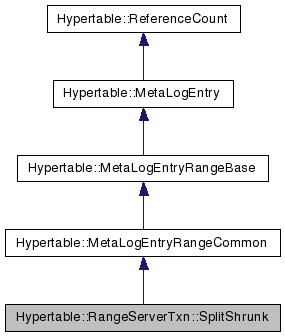 Hypertable::ReferenceCount
Hypertable::MetaLogEntry
Hypertable::MetaLogEntryRangeBase
Hypertable::MetaLogEntryRangeCommon
Hypertable::RangeServerTxn::SplitShrunk